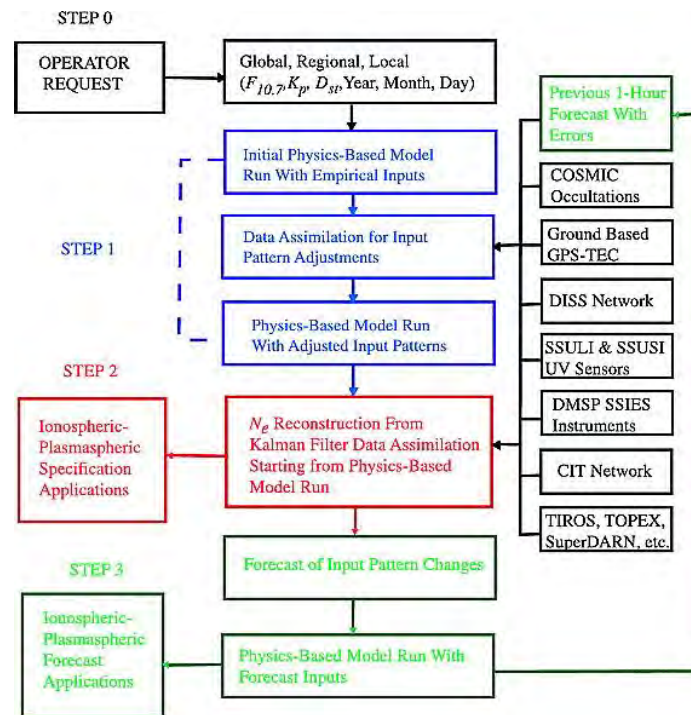 STEP 0
OPERATOR
REQUEST
Global, Regional, Local
(F10.7, Kp, Dst, Year, Month, Day)
Previous 1-Hour
Forecast With
Errors
Initial Physics-Based Model
Run With Empirical Inputs
COSMIC
Occultations
STEP 1
Data Assimilation for Input
Pattern Adjustments
Ground Based
GPS-TEC
DISS Network
Physics-Based Model Run
With Adjusted Input Patterns
SSULI & SSUSI
UV Sensors
STEP 2
Ionospheric-
Plasmaspheric
Specification
Applications
Ne Reconstruction From
Kalman Filter Data Assimilation
Starting from Physics-Based
Model Run
DMSP SSIES
Instruments
CIT Network
TIROS, TOPEX,
SuperDARN, etc.
STEP 3
Forecast of Input Pattern Changes
Ionospheric-
Plasmaspheric
Forecast
Applications
Physics-Based Model Run With
Forecast Inputs